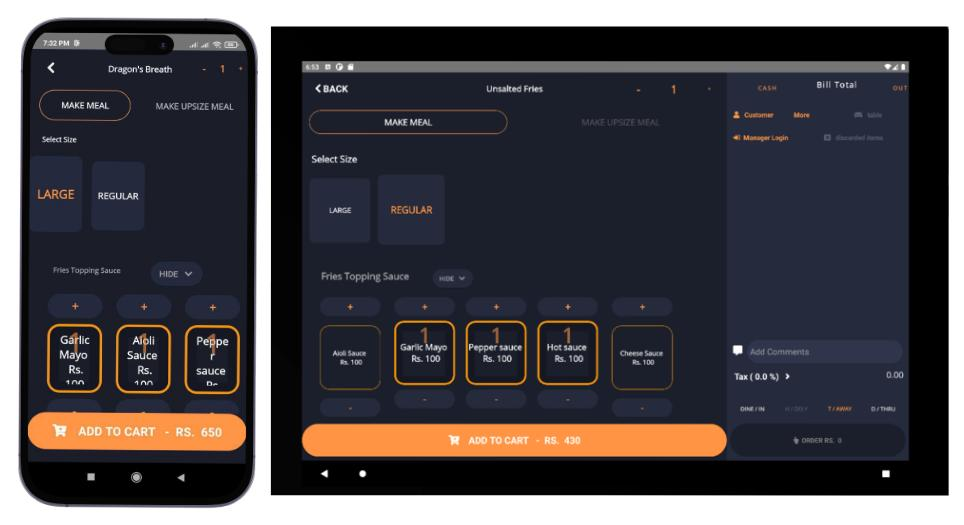 7:32 PM
Dragon's Breath - 1 +
MAKE MEAL MAKE UPSIZE MEAL
Select Size
LARGE REGULAR
Fries Topping Sauce HIDE
+ + +
1 1 1
Garlic Mayo Rs. 100
Aioli Sauce Rs. 100
Peppe
r
sauce
Rs.
ADD TO CART - RS. 650
6:53
BACK Unsalted Fries - 1 +
MAKE MEAL MAKE UPSIZE MEAL
Select Size
LARGE REGULAR
Fries Topping Sauce HIDE
+ + + + +
1 1 1
Aioli Sauce Garlic Mayo Pepper sauce Hot sauce Cheese Sauce
Rs. 100 Rs. 100 Rs. 100 Rs. 100 Rs. 100
- - - - -
ADD TO CART - RS. 430
CASH Bill Total OUT
Customer More table
Manager Login discarded items
Add Comments
Tax ( 0.0 %) 0.00
DINE / IN T / AWAY D / THRU
ORDER RS. 0